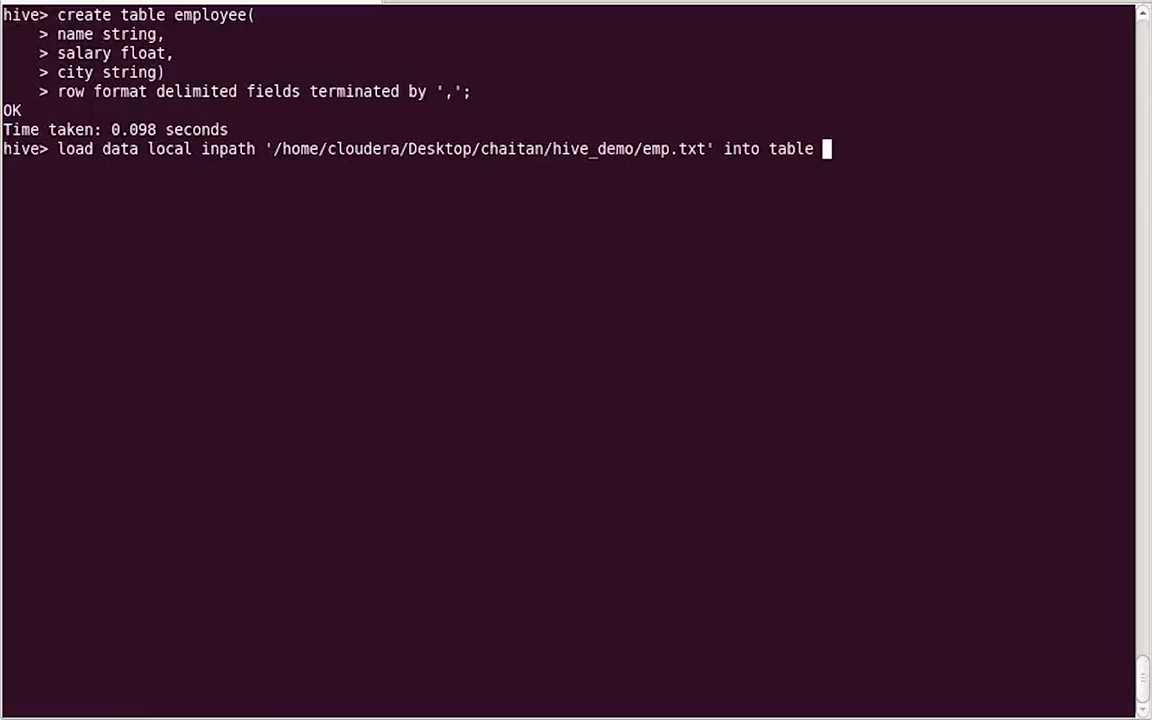 hive> create table employee(
    > name string,
    > salary float,
    > city string)
    > row format delimited fields terminated by ',';
OK
Time taken: 0.098 seconds
hive> load data local inpath '/home/cloudera/Desktop/chaitan/hive_demo/emp.txt' into table